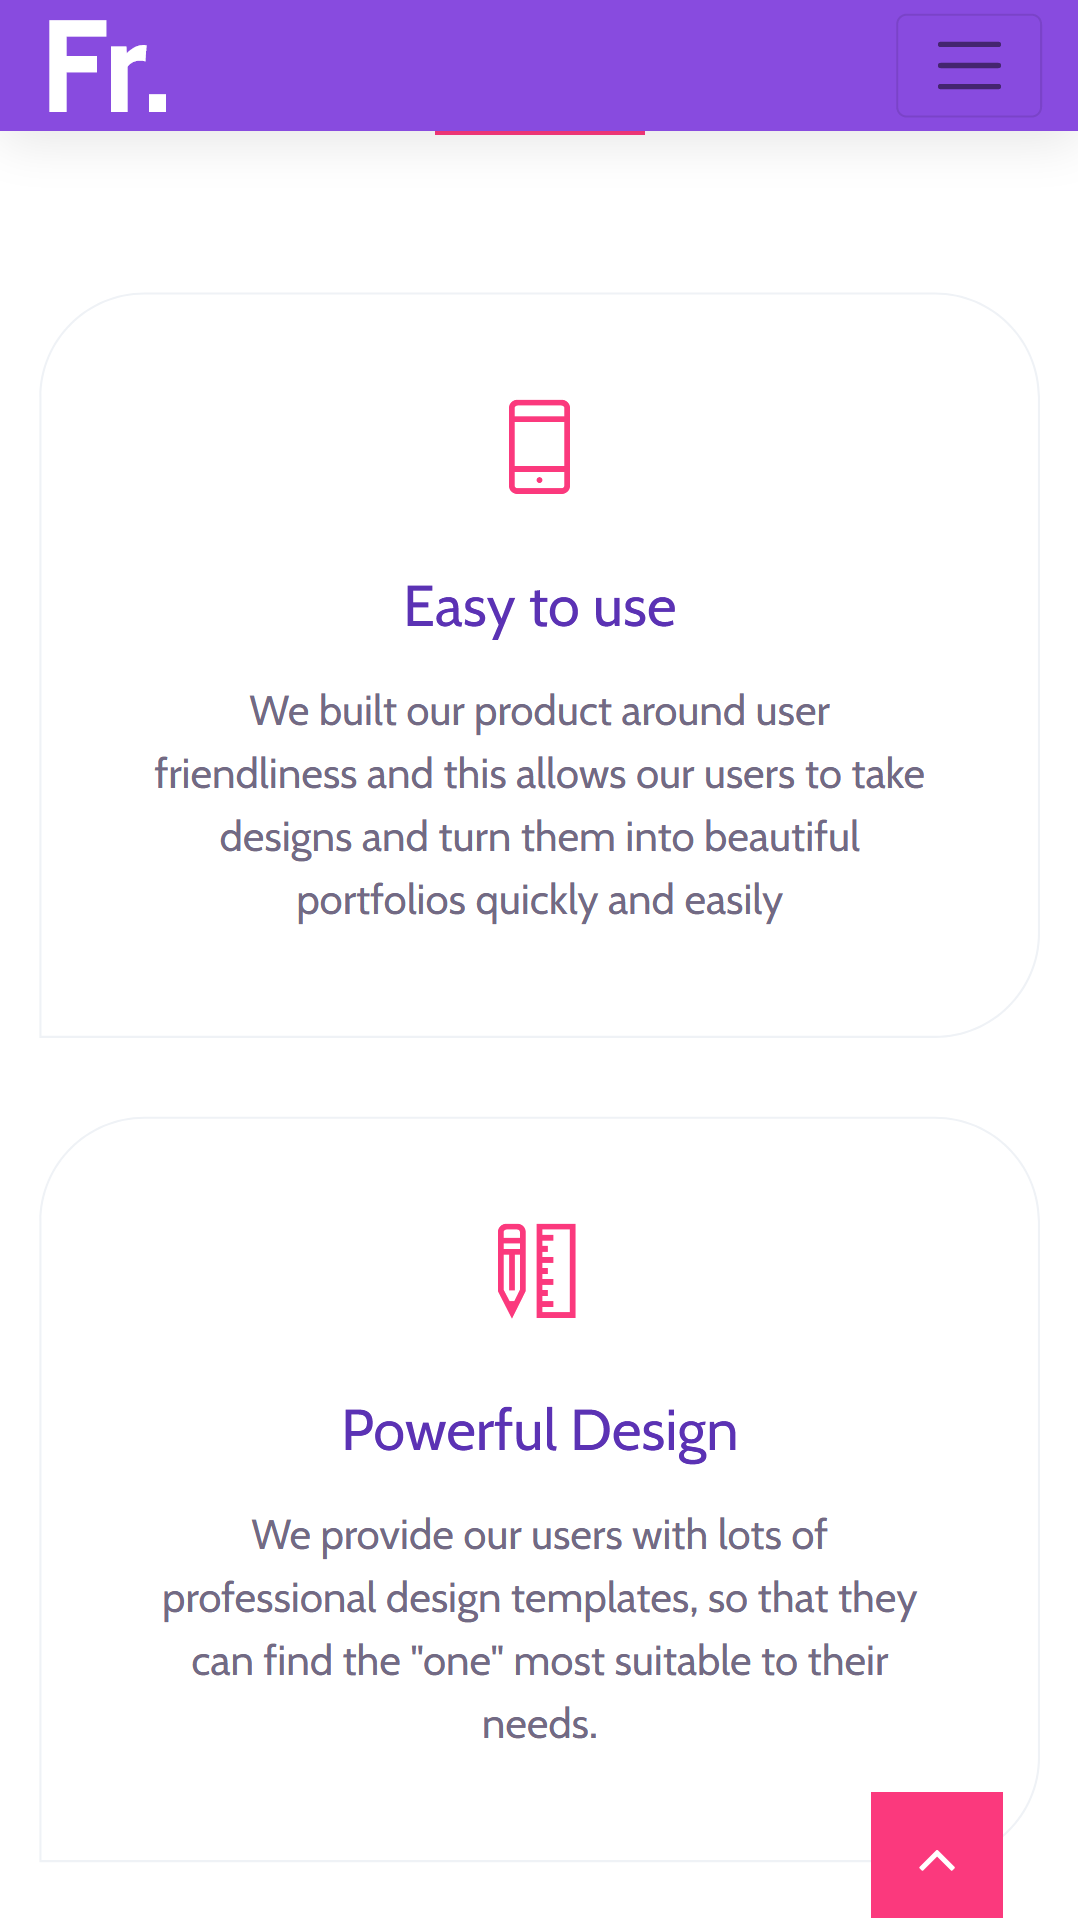 Fr.
Easy to use
We built our product around user
friendliness and this allows our users to take
designs and turn them into beautiful
portfolios quickly and easily
Powerful Design
We provide our users with lots of
professional design templates, so that they
can find the "one" most suitable to their
needs.